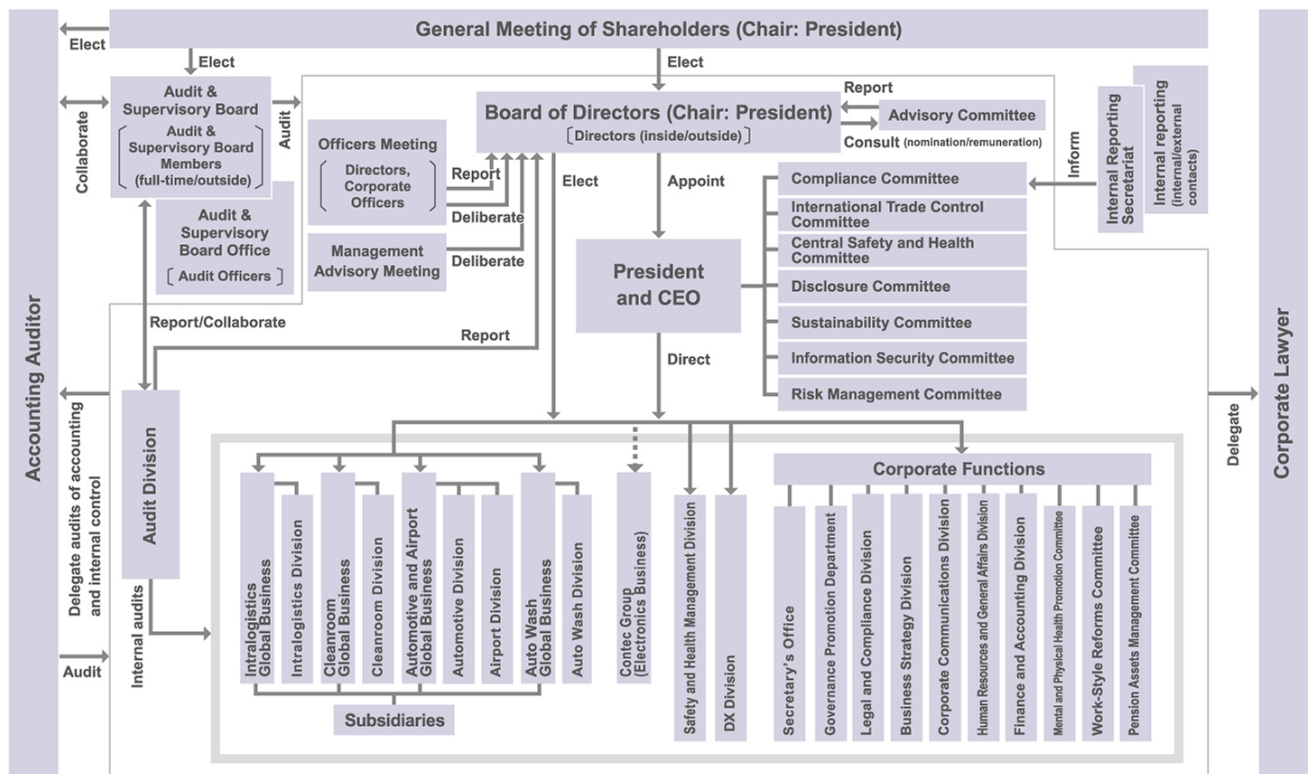 General Meeting of Shareholders (Chair: President)
Elect
Elect
Elect
Accounting Auditor
Corporate Lawyer
Collaborate
Audit &
Supervisory Board
Audit &
Supervisory Board
Members
(full-time/outside)
Audit
Audit &
Supervisory
Board Office
Audit Officers
Board of Directors (Chair: President)
Directors (inside/outside)
Report
Advisory Committee
Consult (nomination/remuneration)
Officers Meeting
Directors,
Corporate
Officers
Report
Deliberate
Management
Advisory Meeting
Deliberate
Elect
Appoint
Compliance Committee
International Trade Control
Committee
Central Safety and Health
Committee
Disclosure Committee
Sustainability Committee
Information Security Committee
Risk Management Committee
Inform
Internal Reporting
Secretariat
Internal reporting
(internal/external
contacts)
President
and CEO
Report/Collaborate
Report
Direct
Delegate
Delegate audits of accounting
and internal control
Audit
Audit Division
Internal audits
Intralogistics
Global Business
Intralogistics Division
Cleanroom
Global Business
Cleanroom Division
Automotive and Airport
Global Business
Automotive Division
Airport Division
Auto Wash
Global Business
Auto Wash Division
Subsidiaries
Contec Group
(Electronics Business)
Safety and Health Management Division
DX Division
Corporate Functions
Secretary's Office
Governance Promotion Department
Legal and Compliance Division
Business Strategy Division
Corporate Communications Division
Human Resources and General Affairs Division
Finance and Accounting Division
Mental and Physical Health Promotion Committee
Work-Style Reforms Committee
Pension Assets Management Committee